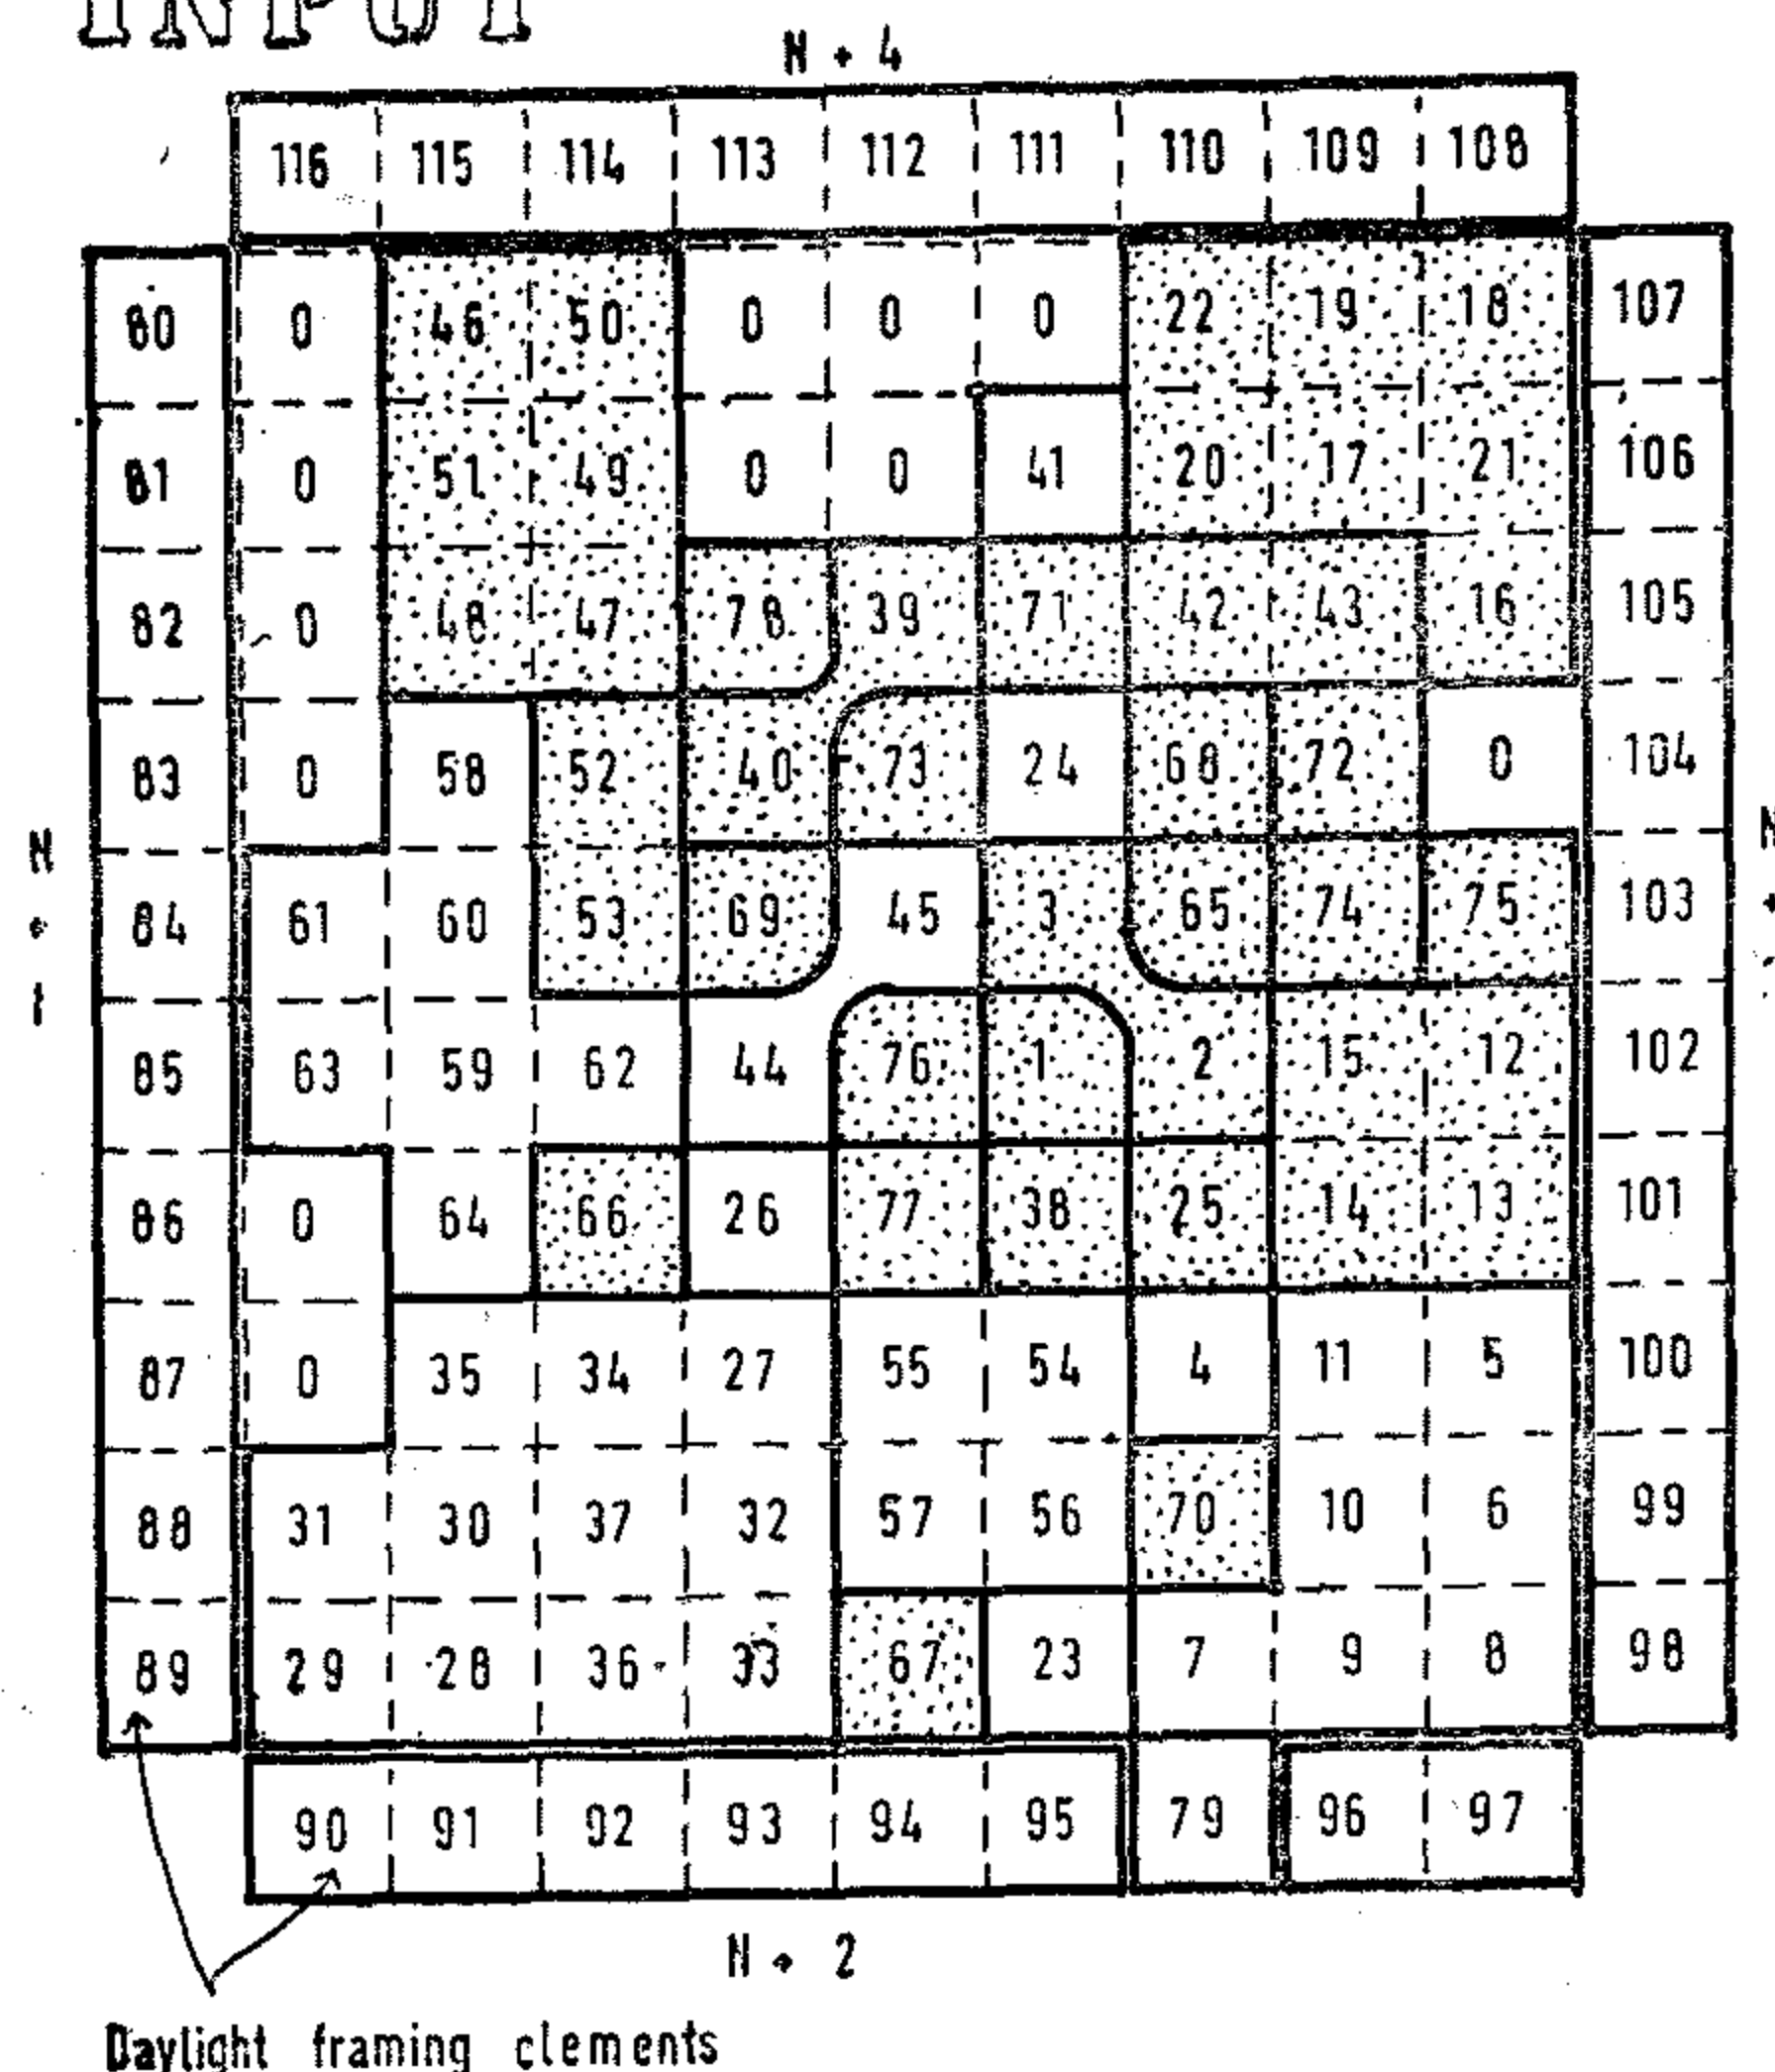 INPUT
N + 4
116 115 114 113 112 111 110 109 108
80 0 46 50 0 0 0 22 19 18 107
81 0 51 49 0 0 41 20 17 21 106
82 0 48 47 78 39 71 42 43 16 105
83 0 58 52 40 73 24 68 72 0 104
84 61 60 53 69 45 3 65 74 75 103
85 63 59 62 44 76 1 2 15 12 102
86 0 64 66 26 77 38 25 14 13 101
87 0 35 34 27 55 54 4 11 5 100
88 31 30 37 32 57 56 70 10 6 99
89 29 28 36 33 67 23 7 9 8 98
90 91 92 93 94 95 79 96 97
N + 1
N +
N + 2
Daylight framing clements